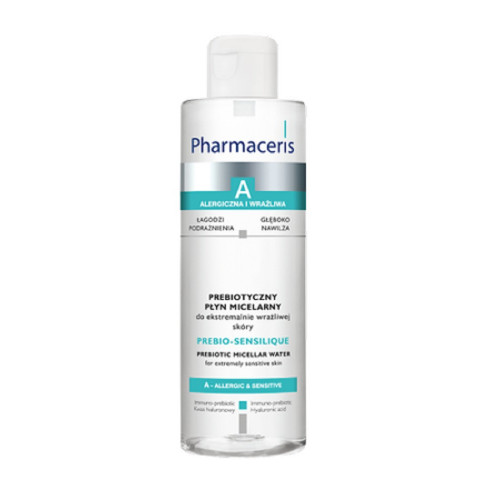 Pharmaceris
A
ALERGICZNA I WRAŻLIWA
ŁAGODZI
PODRAŻNIENIA
GŁĘBOKO
NAWILŻA
PREBIOTYCZNY
PŁYN MICELARNY
do ekstremalnie wrażliwej
skóry
PREBIO-SENSILIQUE
PREBIOTIC MICELLAR WATER
for extremely sensitive skin
A - ALLERGIC & SENSITIVE
Immuno-prebiotic
Kwas hialuronowy
Immuno-prebiotic
Hyaluronic acid